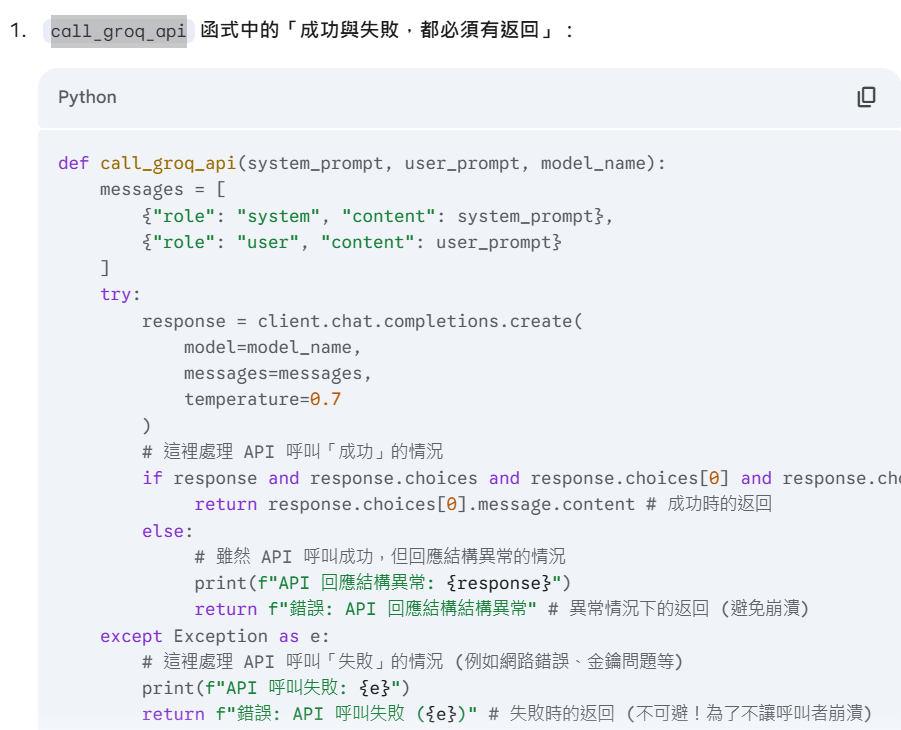 1. call_groq_api 函式中的「成功與失敗，都必須有返回」：
Python
def call_groq_api(system_prompt, user_prompt, model_name):
    messages = [
        {"role": "system", "content": system_prompt},
        {"role": "user", "content": user_prompt}
    ]
    try:
        response = client.chat.completions.create(
            model=model_name,
            messages=messages,
            temperature=0.7
        )
        # 這裡處理 API 呼叫「成功」的情況
        if response and response.choices and response.choices[0] and response.cho
             return response.choices[0].message.content # 成功時的返回
        else:
             # 雖然 API 呼叫成功，但回應結構異常的情況
             print(f"API 回應結構異常: {response}")
             return f"錯誤: API 回應結構結構異常" # 異常情況下的返回 (避免崩潰)
    except Exception as e:
        # 這裡處理 API 呼叫「失敗」的情況 (例如網路錯誤、金鑰問題等)
        print(f"API 呼叫失敗: {e}")
        return f"錯誤: API 呼叫失敗 ({e})" # 失敗時的返回 (不可避！為了不讓呼叫者崩潰)